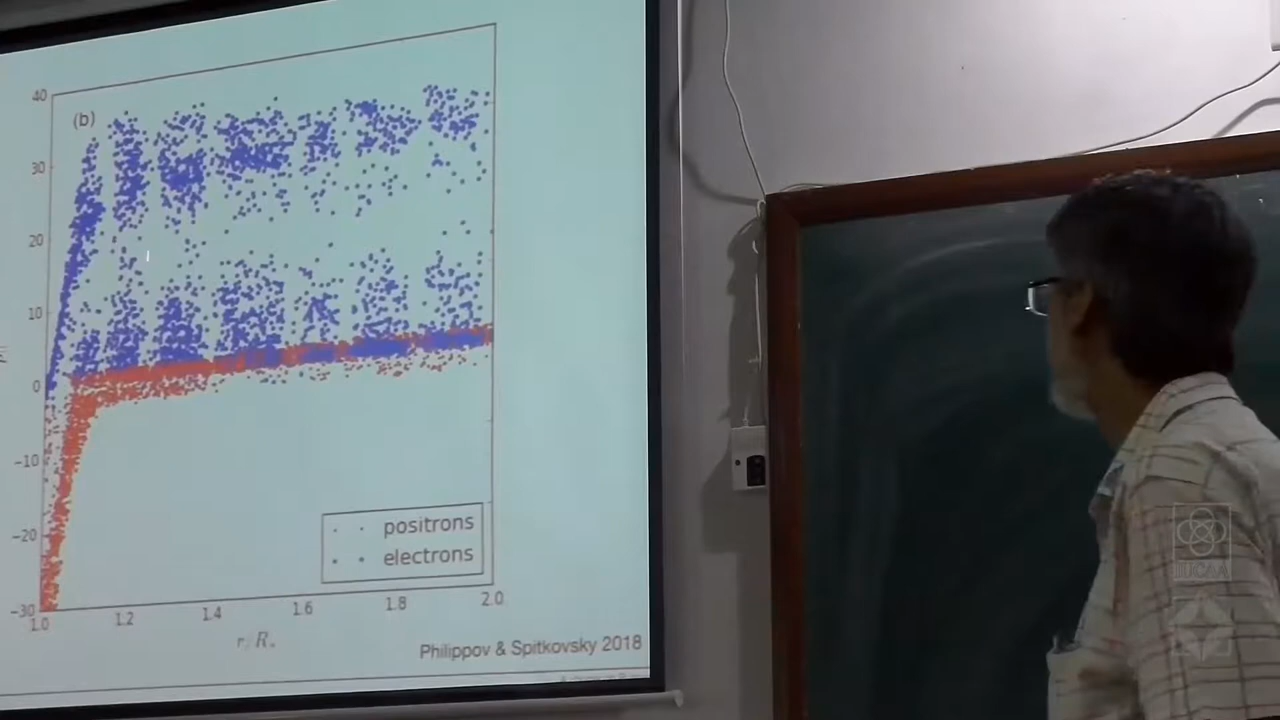 (b)
40
30
20
10
0
−10
−20
−30
1.0 1.2 1.4 1.6 1.8 2.0
r/R*
positrons
electrons
Philippov & Spitkovsky 2018
IUCAA